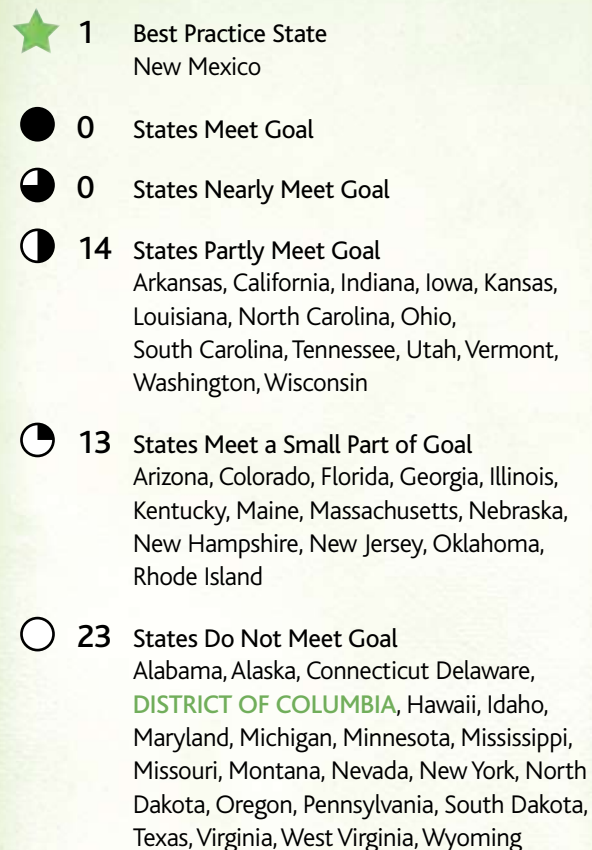 1 Best Practice State
New Mexico
0 States Meet Goal
0 States Nearly Meet Goal
14 States Partly Meet Goal
Arkansas, California, Indiana, Iowa, Kansas,
Louisiana, North Carolina, Ohio,
South Carolina, Tennessee, Utah, Vermont,
Washington, Wisconsin
13 States Meet a Small Part of Goal
Arizona, Colorado, Florida, Georgia, Illinois,
Kentucky, Maine, Massachusetts, Nebraska,
New Hampshire, New Jersey, Oklahoma,
Rhode Island
23 States Do Not Meet Goal
Alabama, Alaska, Connecticut Delaware,
DISTRICT OF COLUMBIA, Hawaii, Idaho,
Maryland, Michigan, Minnesota, Mississippi,
Missouri, Montana, Nevada, New York, North
Dakota, Oregon, Pennsylvania, South Dakota,
Texas, Virginia, West Virginia, Wyoming